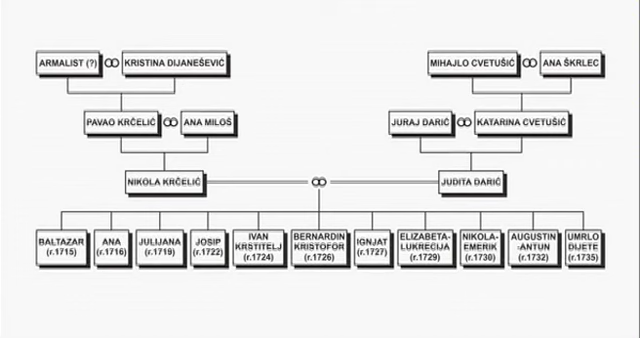 ARMALIST (?)
KRISTINA DIJANEŠEVIĆ
MIHAJLO CVETUŠIĆ
ANA ŠKRLEC
PAVAO KRČELIĆ
ANA MILOŠ
JURAJ DARIĆ
KATARINA CVETUŠIĆ
NIKOLA KRČELIĆ
JUDITA DARIĆ
BALTAZAR
(r.1715)
ANA
(r.1716)
JULIJANA
(r.1719)
JOSIP
(r.1722)
IVAN
KRSTITELJ
(r.1724)
BERNARDIN
KRISTOFOR
(r.1726)
IGNJAT
(r.1727)
ELIZABETA-
LUKRECIJA
(r.1729)
NIKOLA-
EMERIK
(r.1730)
AUGUSTIN
-ANTUN
(r.1732)
UMRLO
DIJETE
(r.1735)